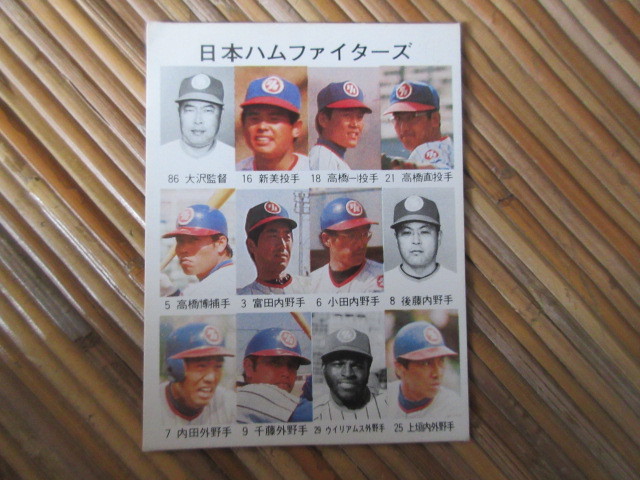 日本ハムファイターズ
86 大沢監督 16 新美投手 18 高橋一投手 21 高橋直投手
5 高橋博捕手 3 富田内野手 6 小田内野手 8 後藤内野手
7 内田外野手 9 千藤外野手 29 ウイリアムス外野手 25 上垣内外野手